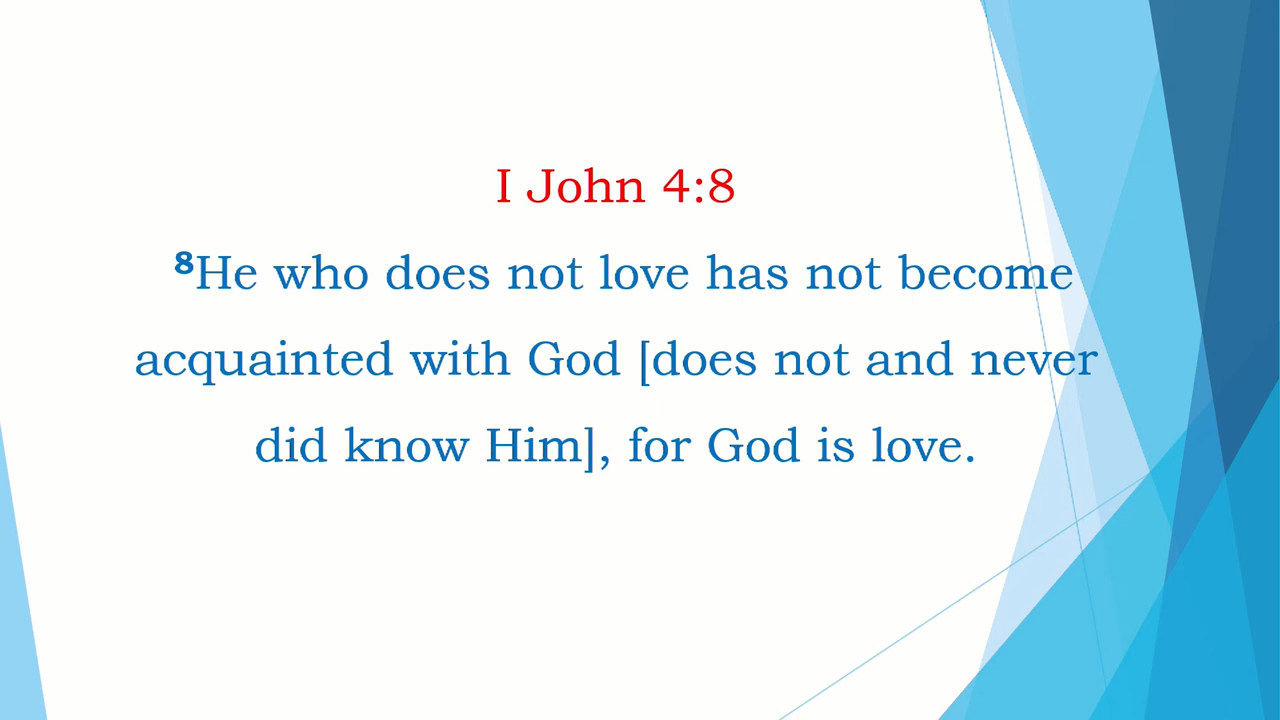 I John 4:8
⁸He who does not love has not become
acquainted with God [does not and never
did know Him], for God is love.